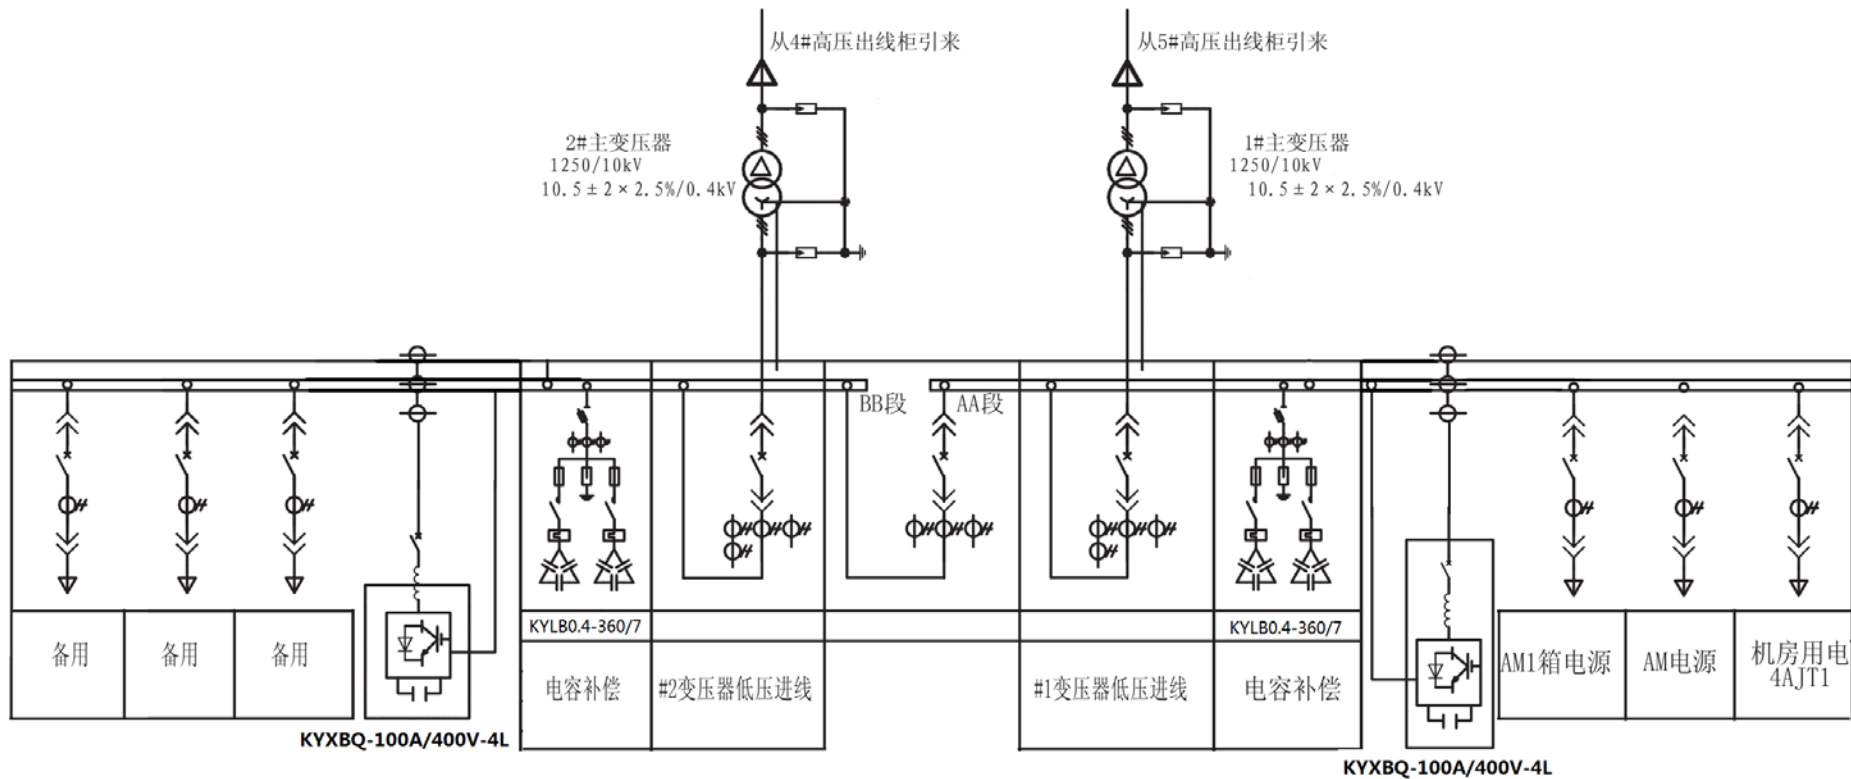 从4#高压出线柜引来
从5#高压出线柜引来
2#主变压器
1250/10kV
10.5±2×2.5%/0.4kV
1#主变压器
1250/10kV
10.5±2×2.5%/0.4kV
BB段
AA段
备用
备用
备用
KYXBQ-100A/400V-4L
KYLB0.4-360/7
电容补偿
#2变压器低压进线
#1变压器低压进线
KYLB0.4-360/7
电容补偿
KYXBQ-100A/400V-4L
AM1箱电源
AM电源
机房用电
4AJT1